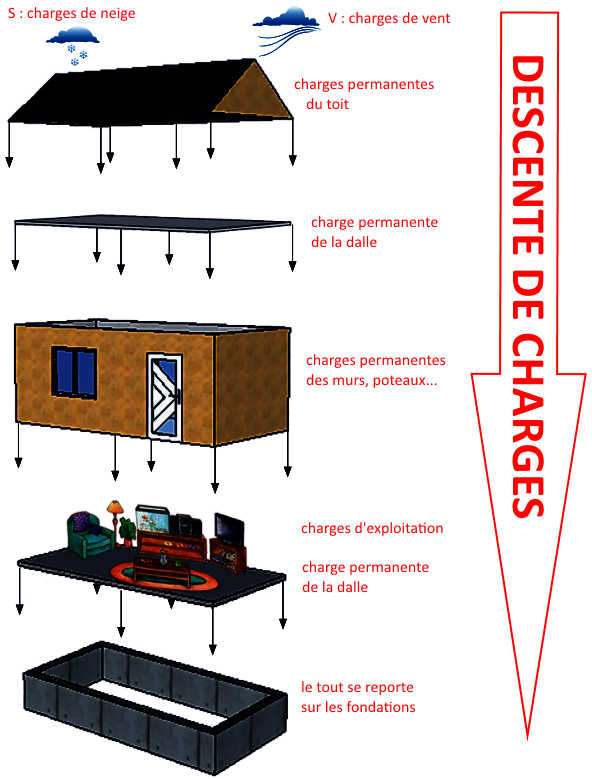 S : charges de neige
V : charges de vent
charges permanentes
du toit
charge permanente
de la dalle
charges permanentes
des murs, poteaux...
charges d'exploitation
charge permanente
de la dalle
le tout se reporte
sur les fondations
DESCENTE DE CHARGES